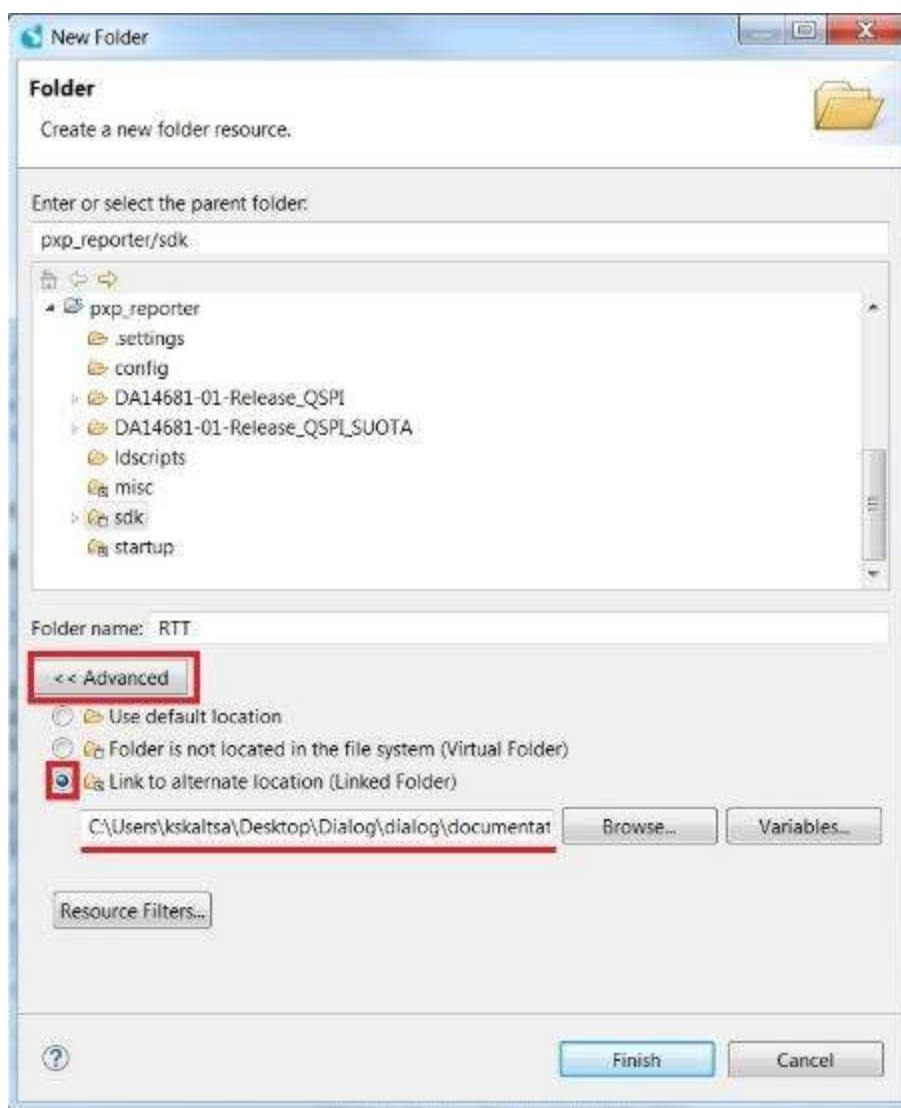 New Folder
Folder
Create a new folder resource.
Enter or select the parent folder:
pxp_reporter/sdk
pxp_reporter
.settings
config
DA14681-01-Release_QSPI
DA14681-01-Release_QSPI_SUOTA
ldscripts
misc
sdk
startup
Folder name: RTT
<< Advanced
Use default location
Folder is not located in the file system (Virtual Folder)
Link to alternate location (Linked Folder)
C:\Users\kskaltsa\Desktop\Dialog\dialog\documentat Browse... Variables...
Resource Filters...
? Finish Cancel